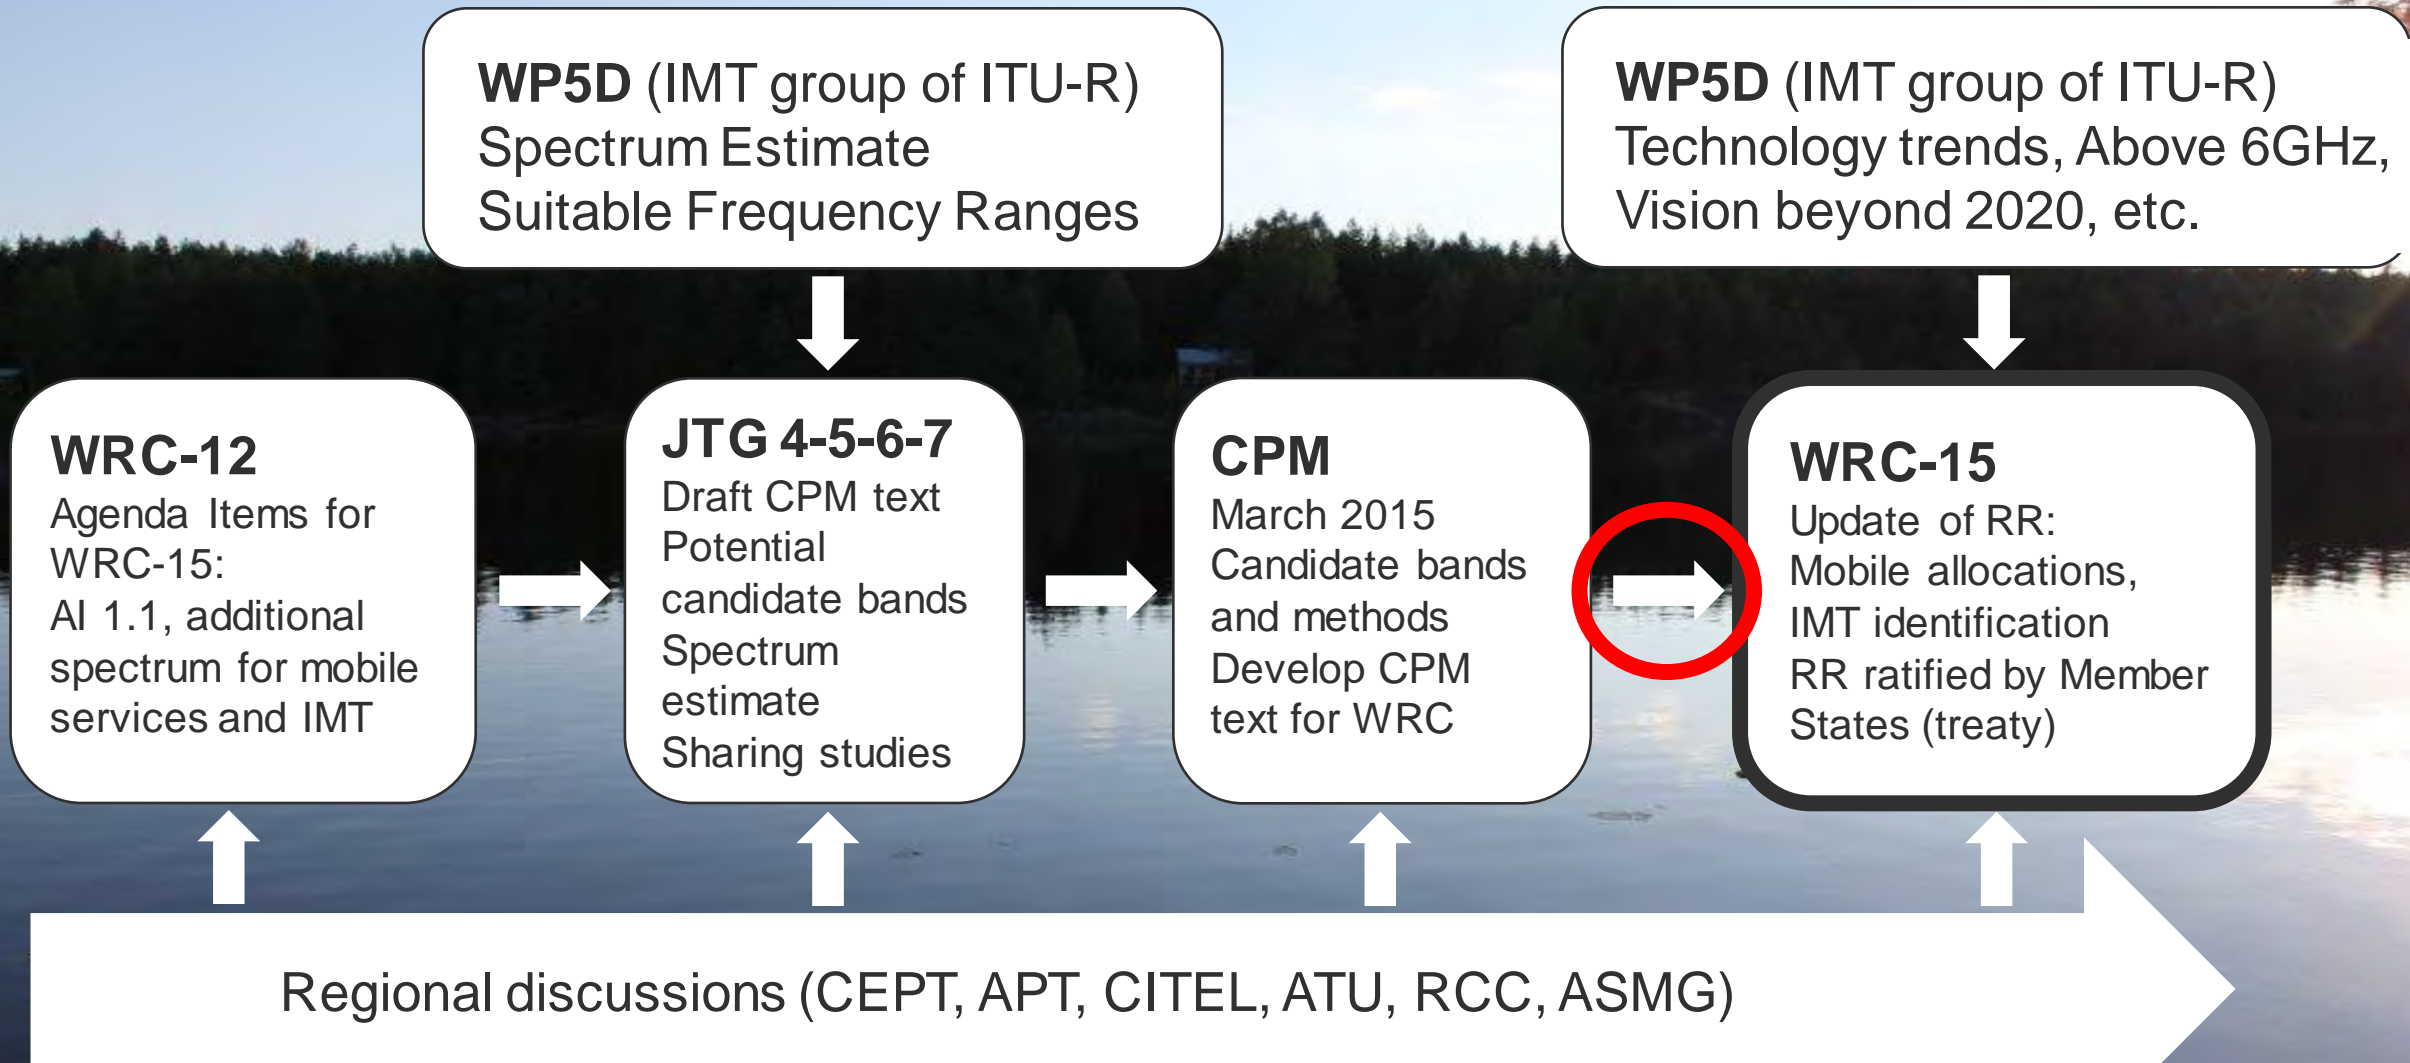 WP5D (IMT group of ITU-R)
Spectrum Estimate
Suitable Frequency Ranges
WP5D (IMT group of ITU-R)
Technology trends, Above 6GHz,
Vision beyond 2020, etc.
WRC-12
Agenda Items for
WRC-15:
AI 1.1, additional
spectrum for mobile
services and IMT
JTG 4-5-6-7
Draft CPM text
Potential
candidate bands
Spectrum
estimate
Sharing studies
CPM
March 2015
Candidate bands
and methods
Develop CPM
text for WRC
WRC-15
Update of RR:
Mobile allocations,
IMT identification
RR ratified by Member
States (treaty)
Regional discussions (CEPT, APT, CITEL, ATU, RCC, ASMG)